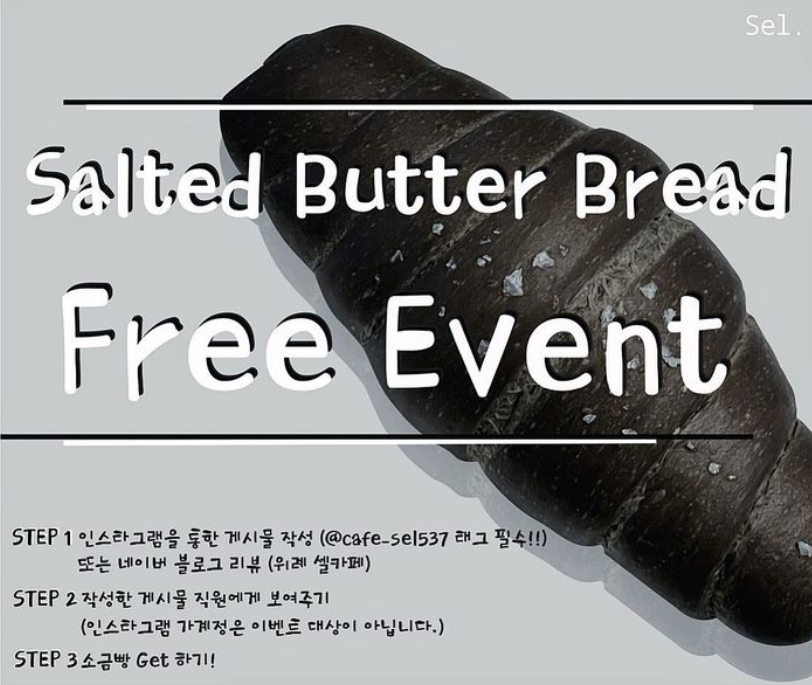 Sel.
Salted Butter Bread
Free Event
STEP 1 인스타그램을 통한 게시물 작성 (@cafe-sel537 태그 필수!!)
또는 네이버 블로그 리뷰 (위례 셀카페)
STEP 2 작성한 게시물 직원에게 보여주기
(인스타그램 가계정은 이벤트 대상이 아닙니다.)
STEP 3 소금빵 Get 하기!